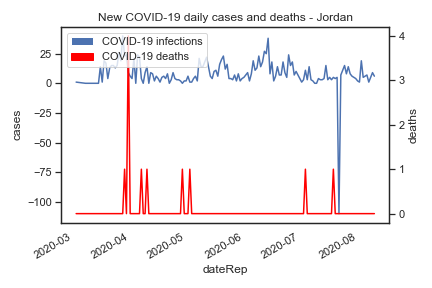 New COVID-19 daily cases and deaths - Jordan
COVID-19 infections
COVID-19 deaths
25
0
−25
−50
−75
−100
cases
4
3
2
1
0
deaths
2020-03
2020-04
2020-05
2020-06
2020-07
2020-08
dateRep